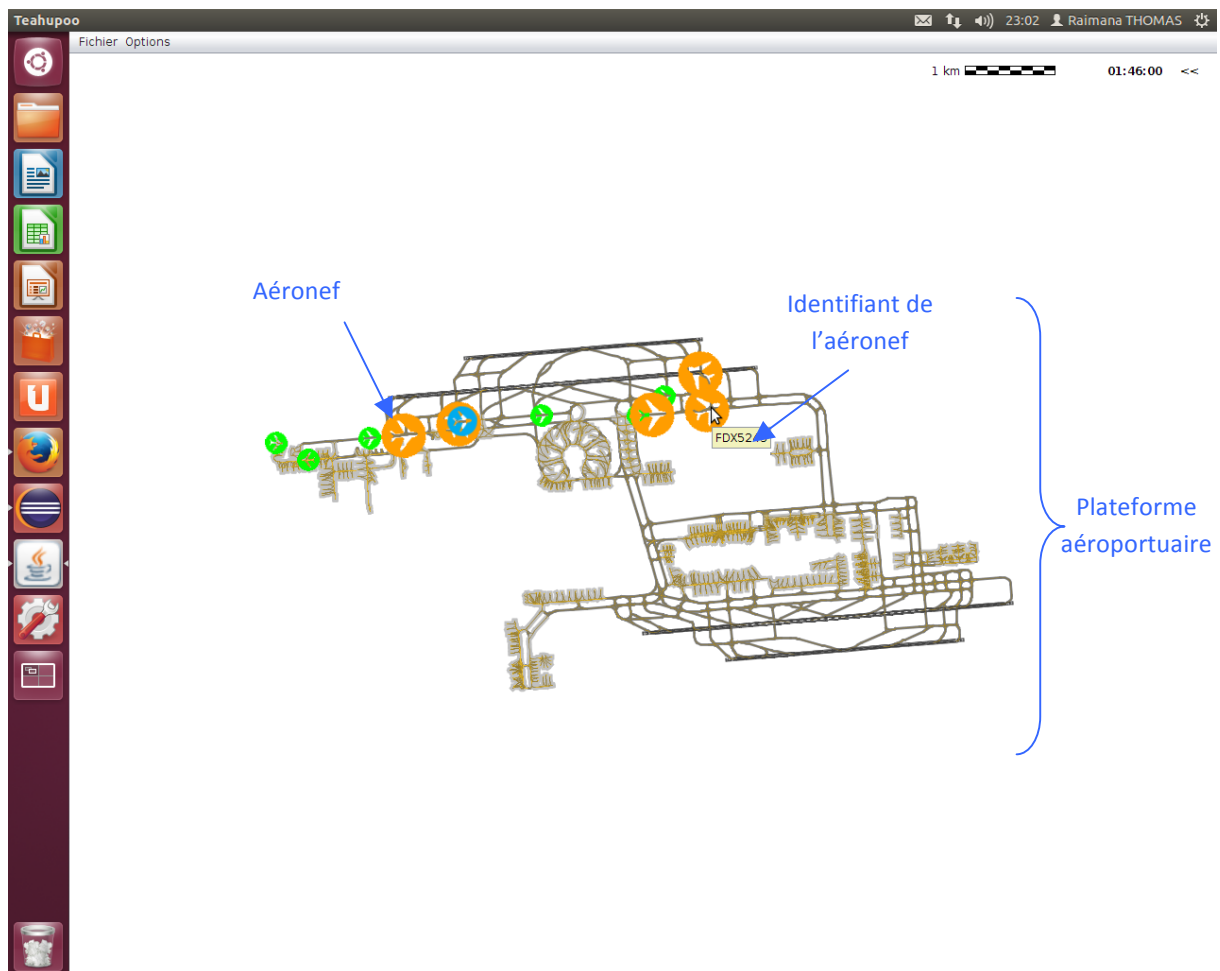 Teahupoo
23:02
Raimana THOMAS
Fichier Options
1 km
01:46:00 <<
Aéronef
Identifiant de
l’aéronef
Plateforme
aéroportuaire